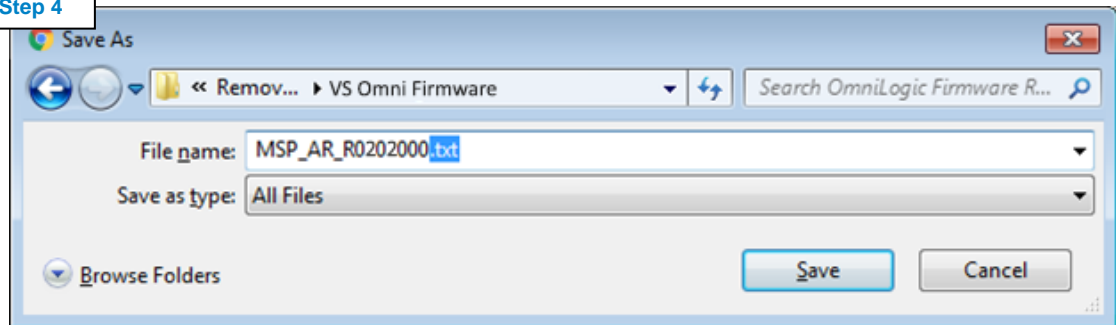 Step 4
Save As
« Remov... ▸ VS Omni Firmware
Search OmniLogic Firmware R...
File name: MSP_AR_R0202000.txt
Save as type: All Files
Browse Folders
Save
Cancel